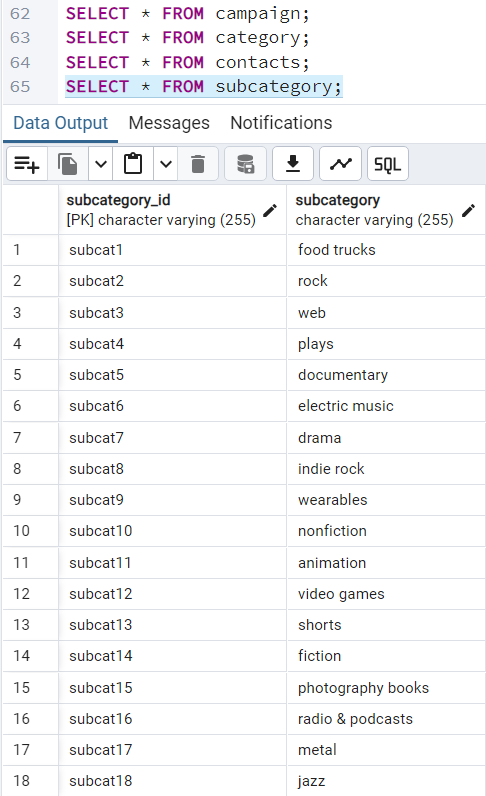 62 SELECT * FROM campaign;
63 SELECT * FROM category;
64 SELECT * FROM contacts;
65 SELECT * FROM subcategory;
Data Output Messages Notifications
SQL
subcategory_id subcategory
[PK] character varying (255) character varying (255)
1 subcat1 food trucks
2 subcat2 rock
3 subcat3 web
4 subcat4 plays
5 subcat5 documentary
6 subcat6 electric music
7 subcat7 drama
8 subcat8 indie rock
9 subcat9 wearables
10 subcat10 nonfiction
11 subcat11 animation
12 subcat12 video games
13 subcat13 shorts
14 subcat14 fiction
15 subcat15 photography books
16 subcat16 radio & podcasts
17 subcat17 metal
18 subcat18 jazz